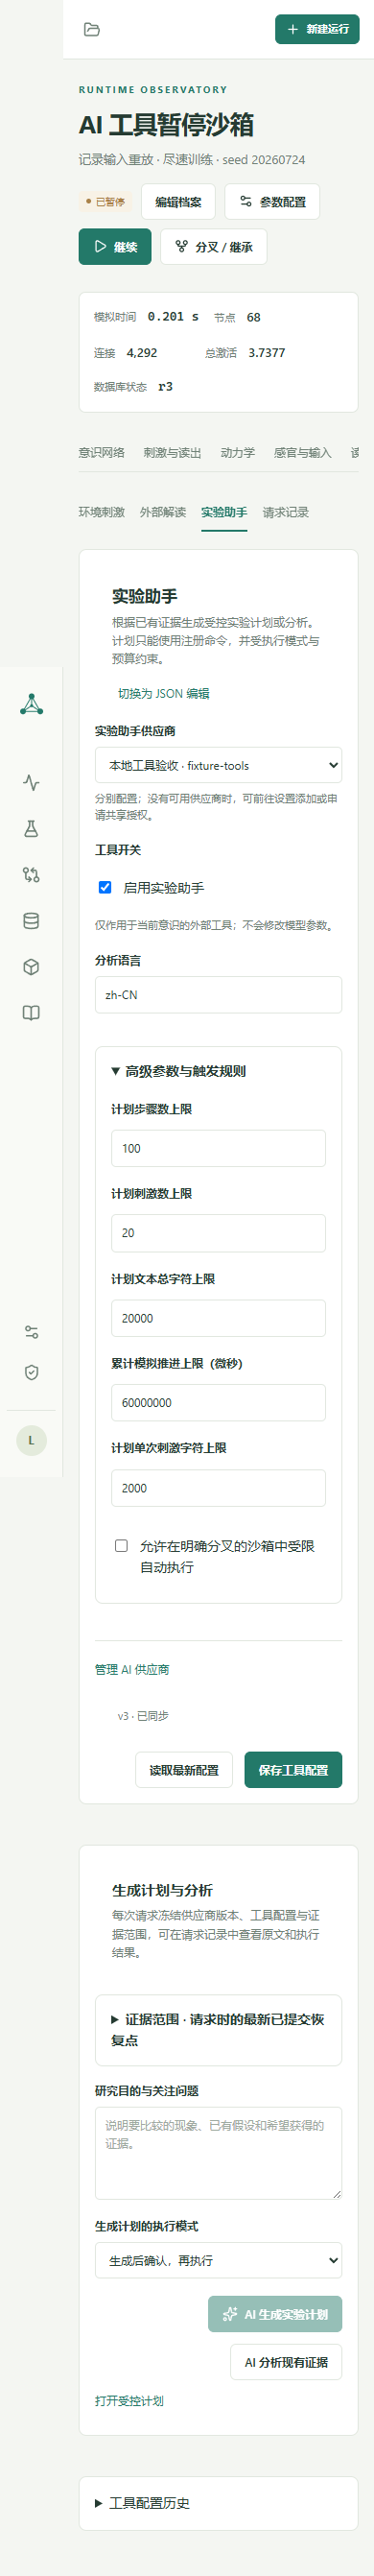 新建运行
RUNTIME OBSERVATORY
AI 工具暂停沙箱
记录输入重放 · 尽速训练 · seed 20260724
已暂停
编辑档案
参数配置
继续
分叉 / 继承
模拟时间 0.201 s 节点 68
连接 4,292 总激活 3.7377
数据库状态 r3
意识网络 刺激与读出 动力学 感官与输入
环境刺激 外部解读 实验助手 请求记录
实验助手
根据已有证据生成受控实验计划或分析。
计划只能使用注册命令，并受执行模式与
预算约束。
切换为 JSON 编辑
实验助手供应商
本地工具验收 · fixture-tools
分别配置；没有可用供应商时，可前往设置添加或申
请共享授权。
工具开关
启用实验助手
仅作用于当前意识的外部工具；不会修改模型参数。
分析语言
zh-CN
高级参数与触发规则
计划步骤数上限
100
计划刺激数上限
20
计划文本总字符上限
20000
累计模拟推进上限（微秒）
60000000
计划单次刺激字符上限
2000
允许在明确分叉的沙箱中受限
自动执行
管理 AI 供应商
v3 · 已同步
读取最新配置
保存工具配置
L
生成计划与分析
每次请求冻结供应商版本、工具配置与证
据范围，可在请求记录中查看原文和执行
结果。
证据范围 · 请求时的最新已提交恢
复点
研究目的与关注问题
说明要比较的现象、已有假设和希望获得的
证据。
生成计划的执行模式
生成后确认，再执行
AI 生成实验计划
AI 分析现有证据
打开受控计划
工具配置历史